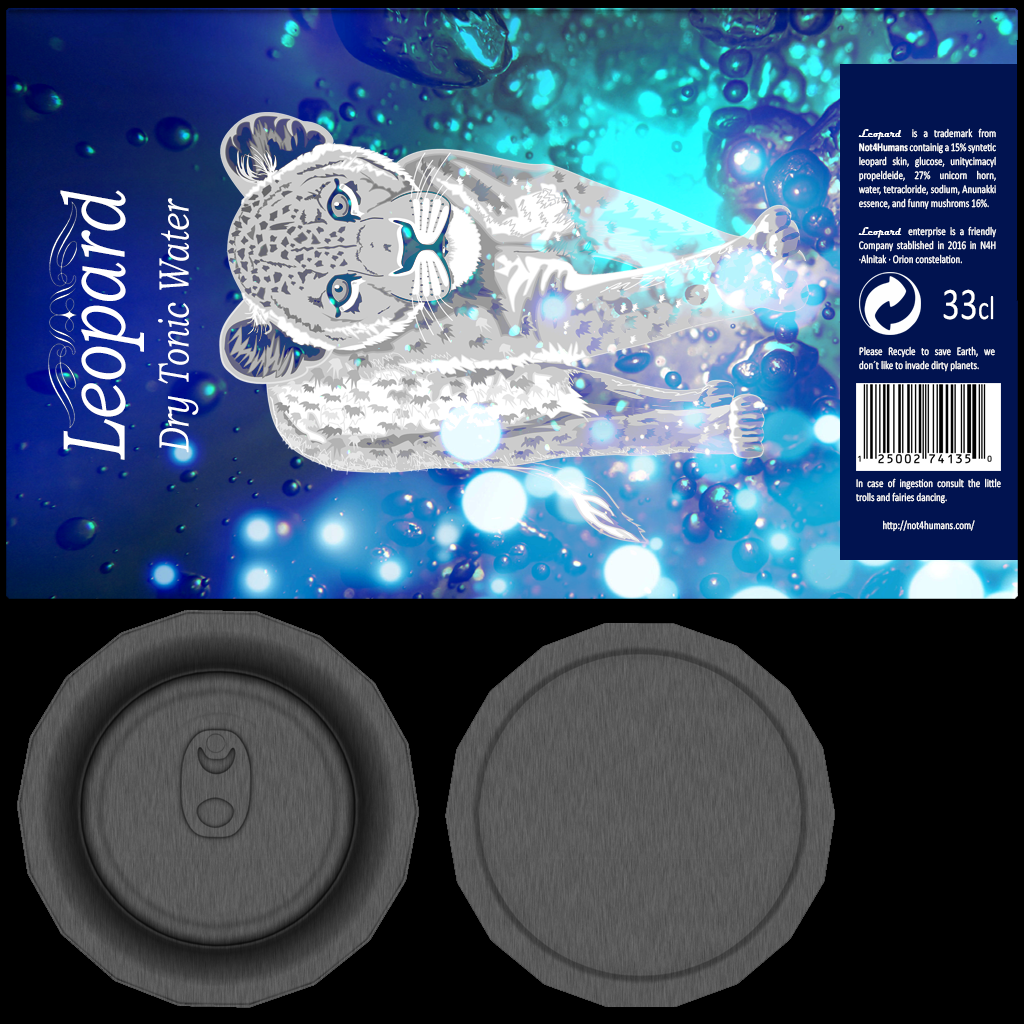 Leopard
Dry Tonic Water
Leopard is a trademark from
Not4Humans containig a 15% syntetic
leopard skin, glucose, unitycimacyl
propeldeide, 27% unicorn horn,
water, tetracloride, sodium, Anunakki
essence, and funny mushroms 16%.
Leopard enterprise is a friendly
Company stablished in 2016 in N4H
·Alnitak · Orion constelation.
33cl
Please Recycle to save Earth, we
don´t like to invade dirty planets.
1 25002 74135 0
In case of ingestion consult the little
trolls and fairies dancing.
http://not4humans.com/